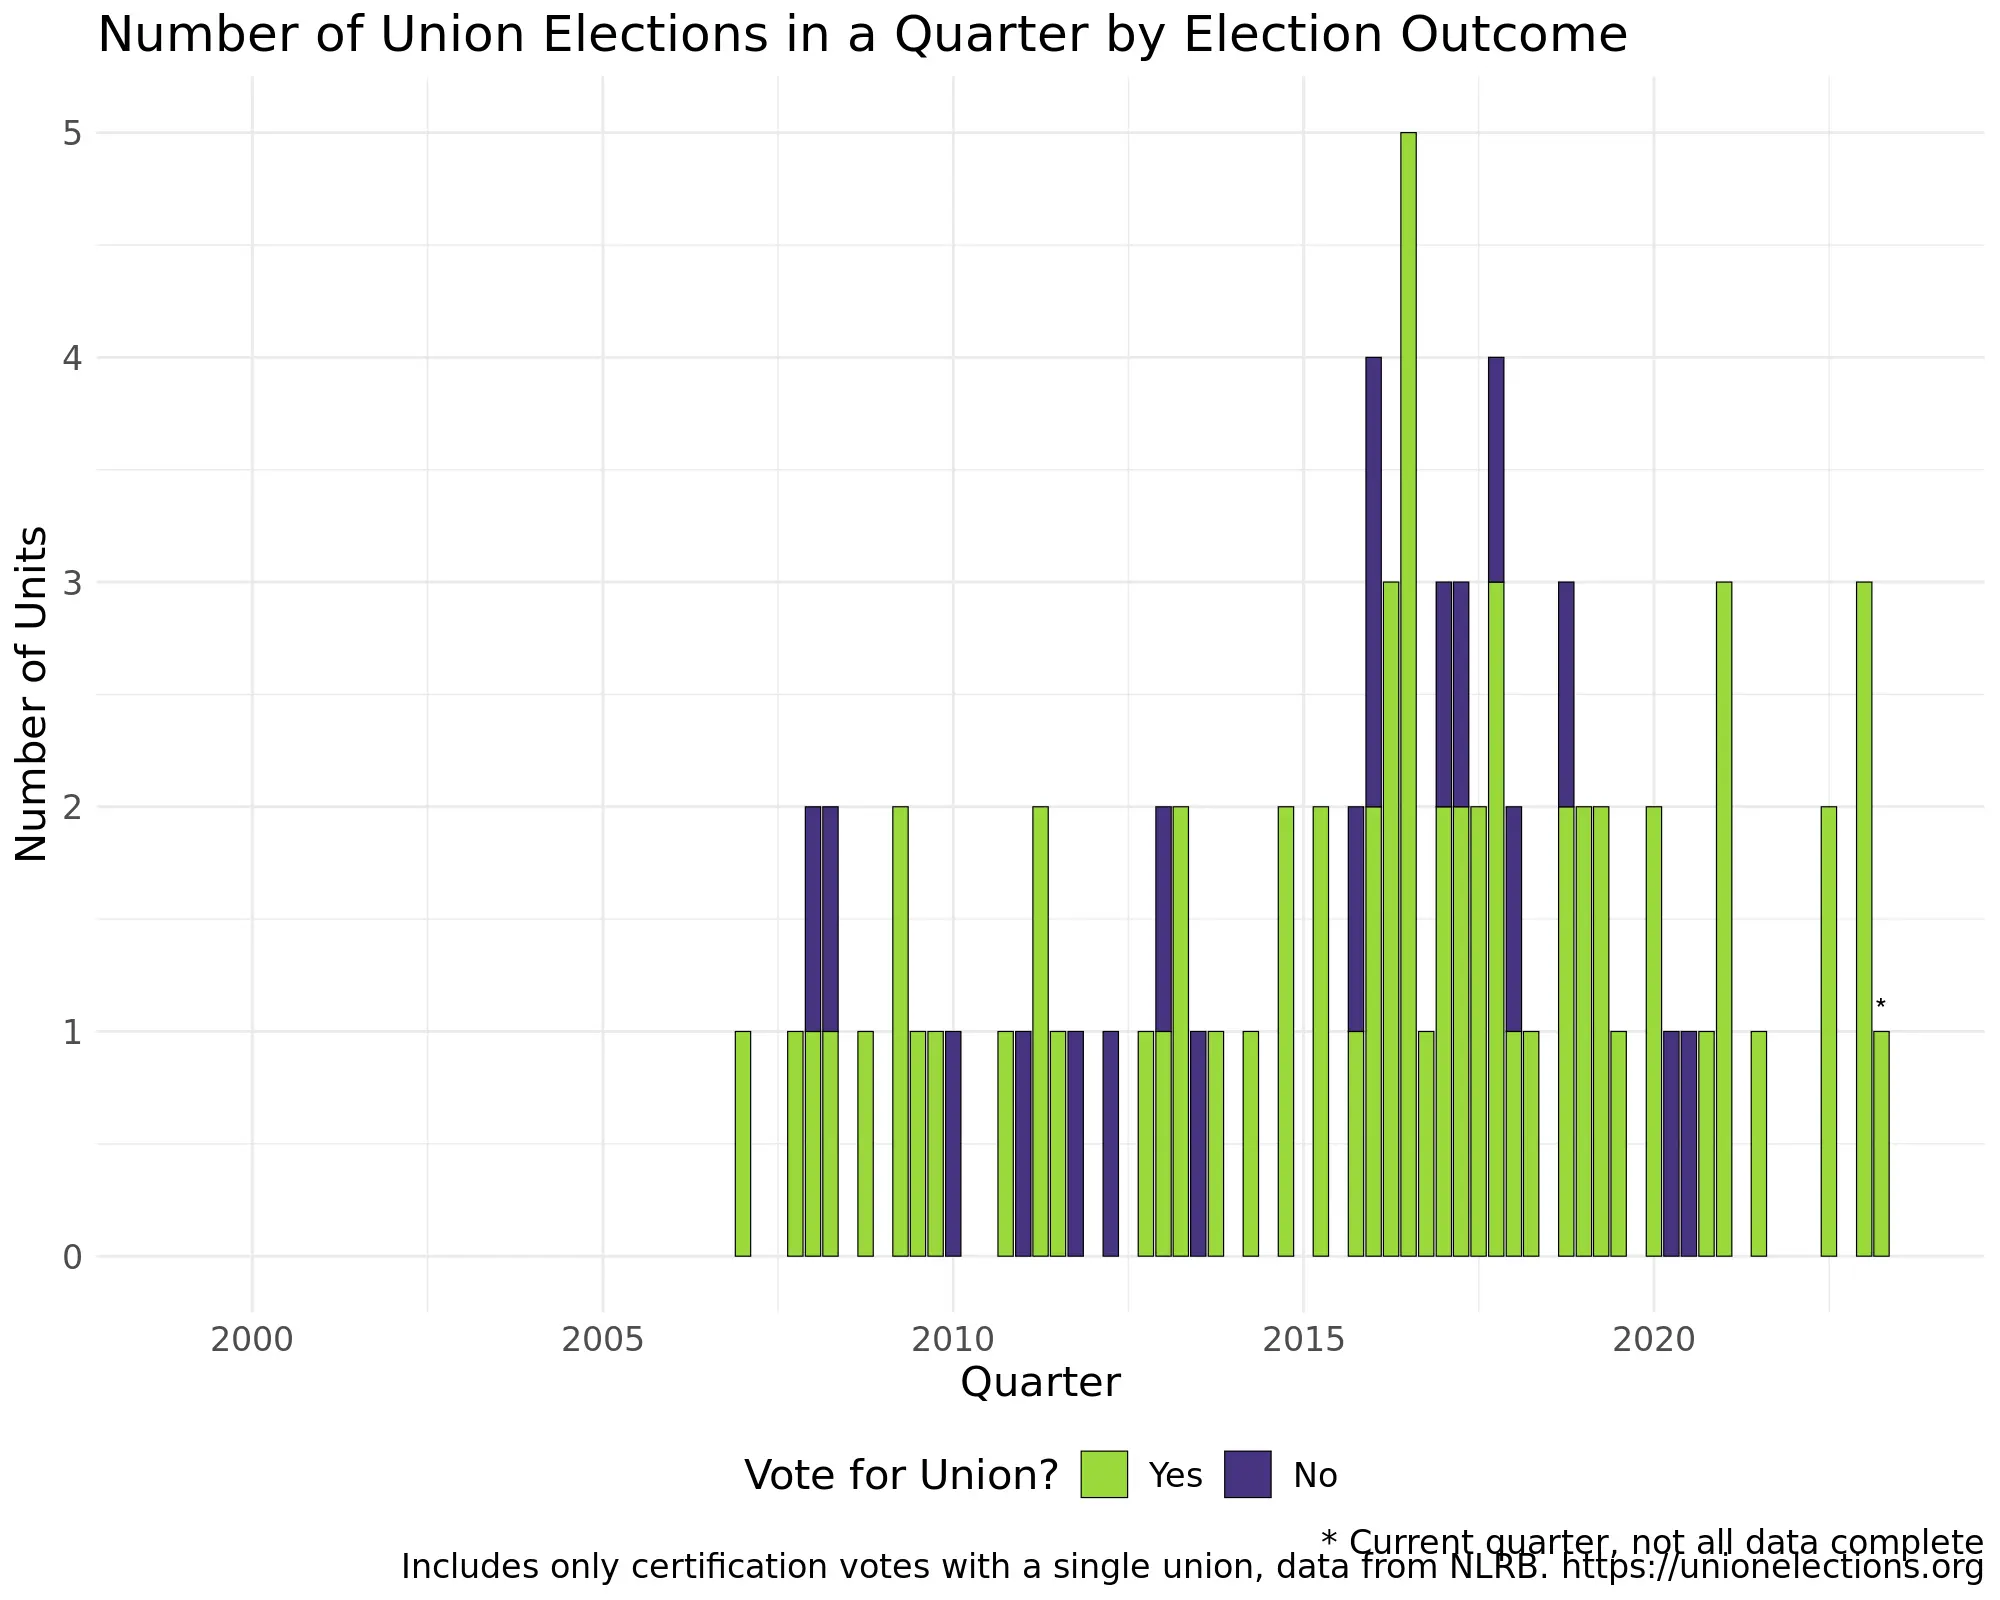 Number of Union Elections in a Quarter by Election Outcome
Number of Units
5
4
3
2
1
0
*
2000 2005 2010 2015 2020
Quarter
Vote for Union? Yes No
* Current quarter, not all data complete
Includes only certification votes with a single union, data from NLRB. https://unionelections.org